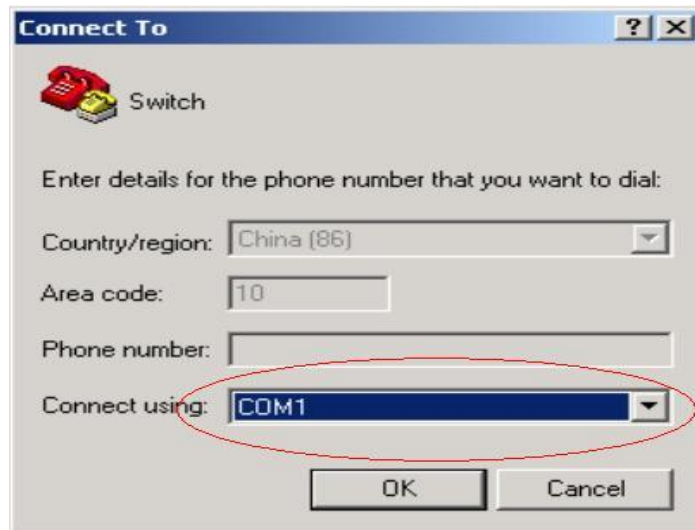 Connect To
Switch
Enter details for the phone number that you want to dial:
Country/region: China (86)
Area code: 10
Phone number:
Connect using: COM1
OK Cancel